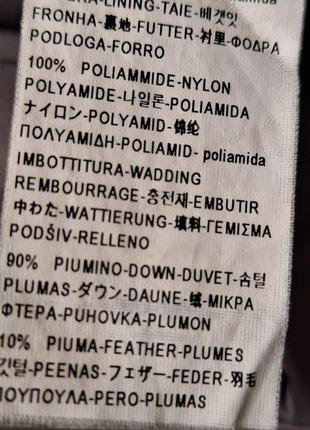 FRONHA-裏地-FUTTER-衬里-ΦΟΔΡΑ
PODLOGA-FORRO
100% POLIAMMIDE-NYLON
POLYAMIDE-나일론-POLIAMIDA
ナイロン-POLYAMID-锦纶
ΠΟΛΥΑΜΙΔΗ-POLIAMID- poliamida
IMBOTTITURA-WADDING
REMBOURRAGE-충전재-EMBUTIR
中わた-WATTIERUNG-填料-ΓΕΜΙΣΜΑ
PODŠIV-RELLENO
90% PIUMINO-DOWN-DUVET-솜털
PLUMAS-ダウン-DAUNE-绒-ΜΙΚΡΑ
ΦΤΕΡΑ-PUHOVKA-PLUMON
10% PIUMA-FEATHER-PLUMES
깃털-PEENAS-フェザー-FEDER-羽毛
ΠΟΥΠΟΥΛΑ-PERO-PLUMAS